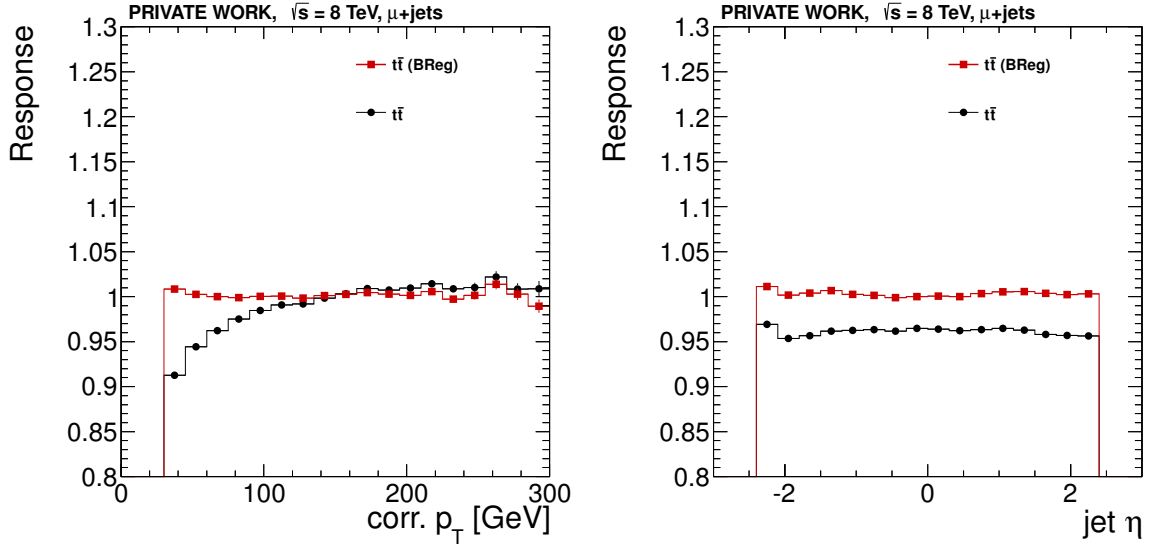 PRIVATE WORK, √s = 8 TeV, μ+jets
Response
1.3
1.25
1.2
1.15
1.1
1.05
1
0.95
0.9
0.85
0.8
tt̄ (BReg)
tt̄
0 100 200 300
corr. p_T [GeV]
PRIVATE WORK, √s = 8 TeV, μ+jets
Response
1.3
1.25
1.2
1.15
1.1
1.05
1
0.95
0.9
0.85
0.8
tt̄ (BReg)
tt̄
-2 0 2
jet η